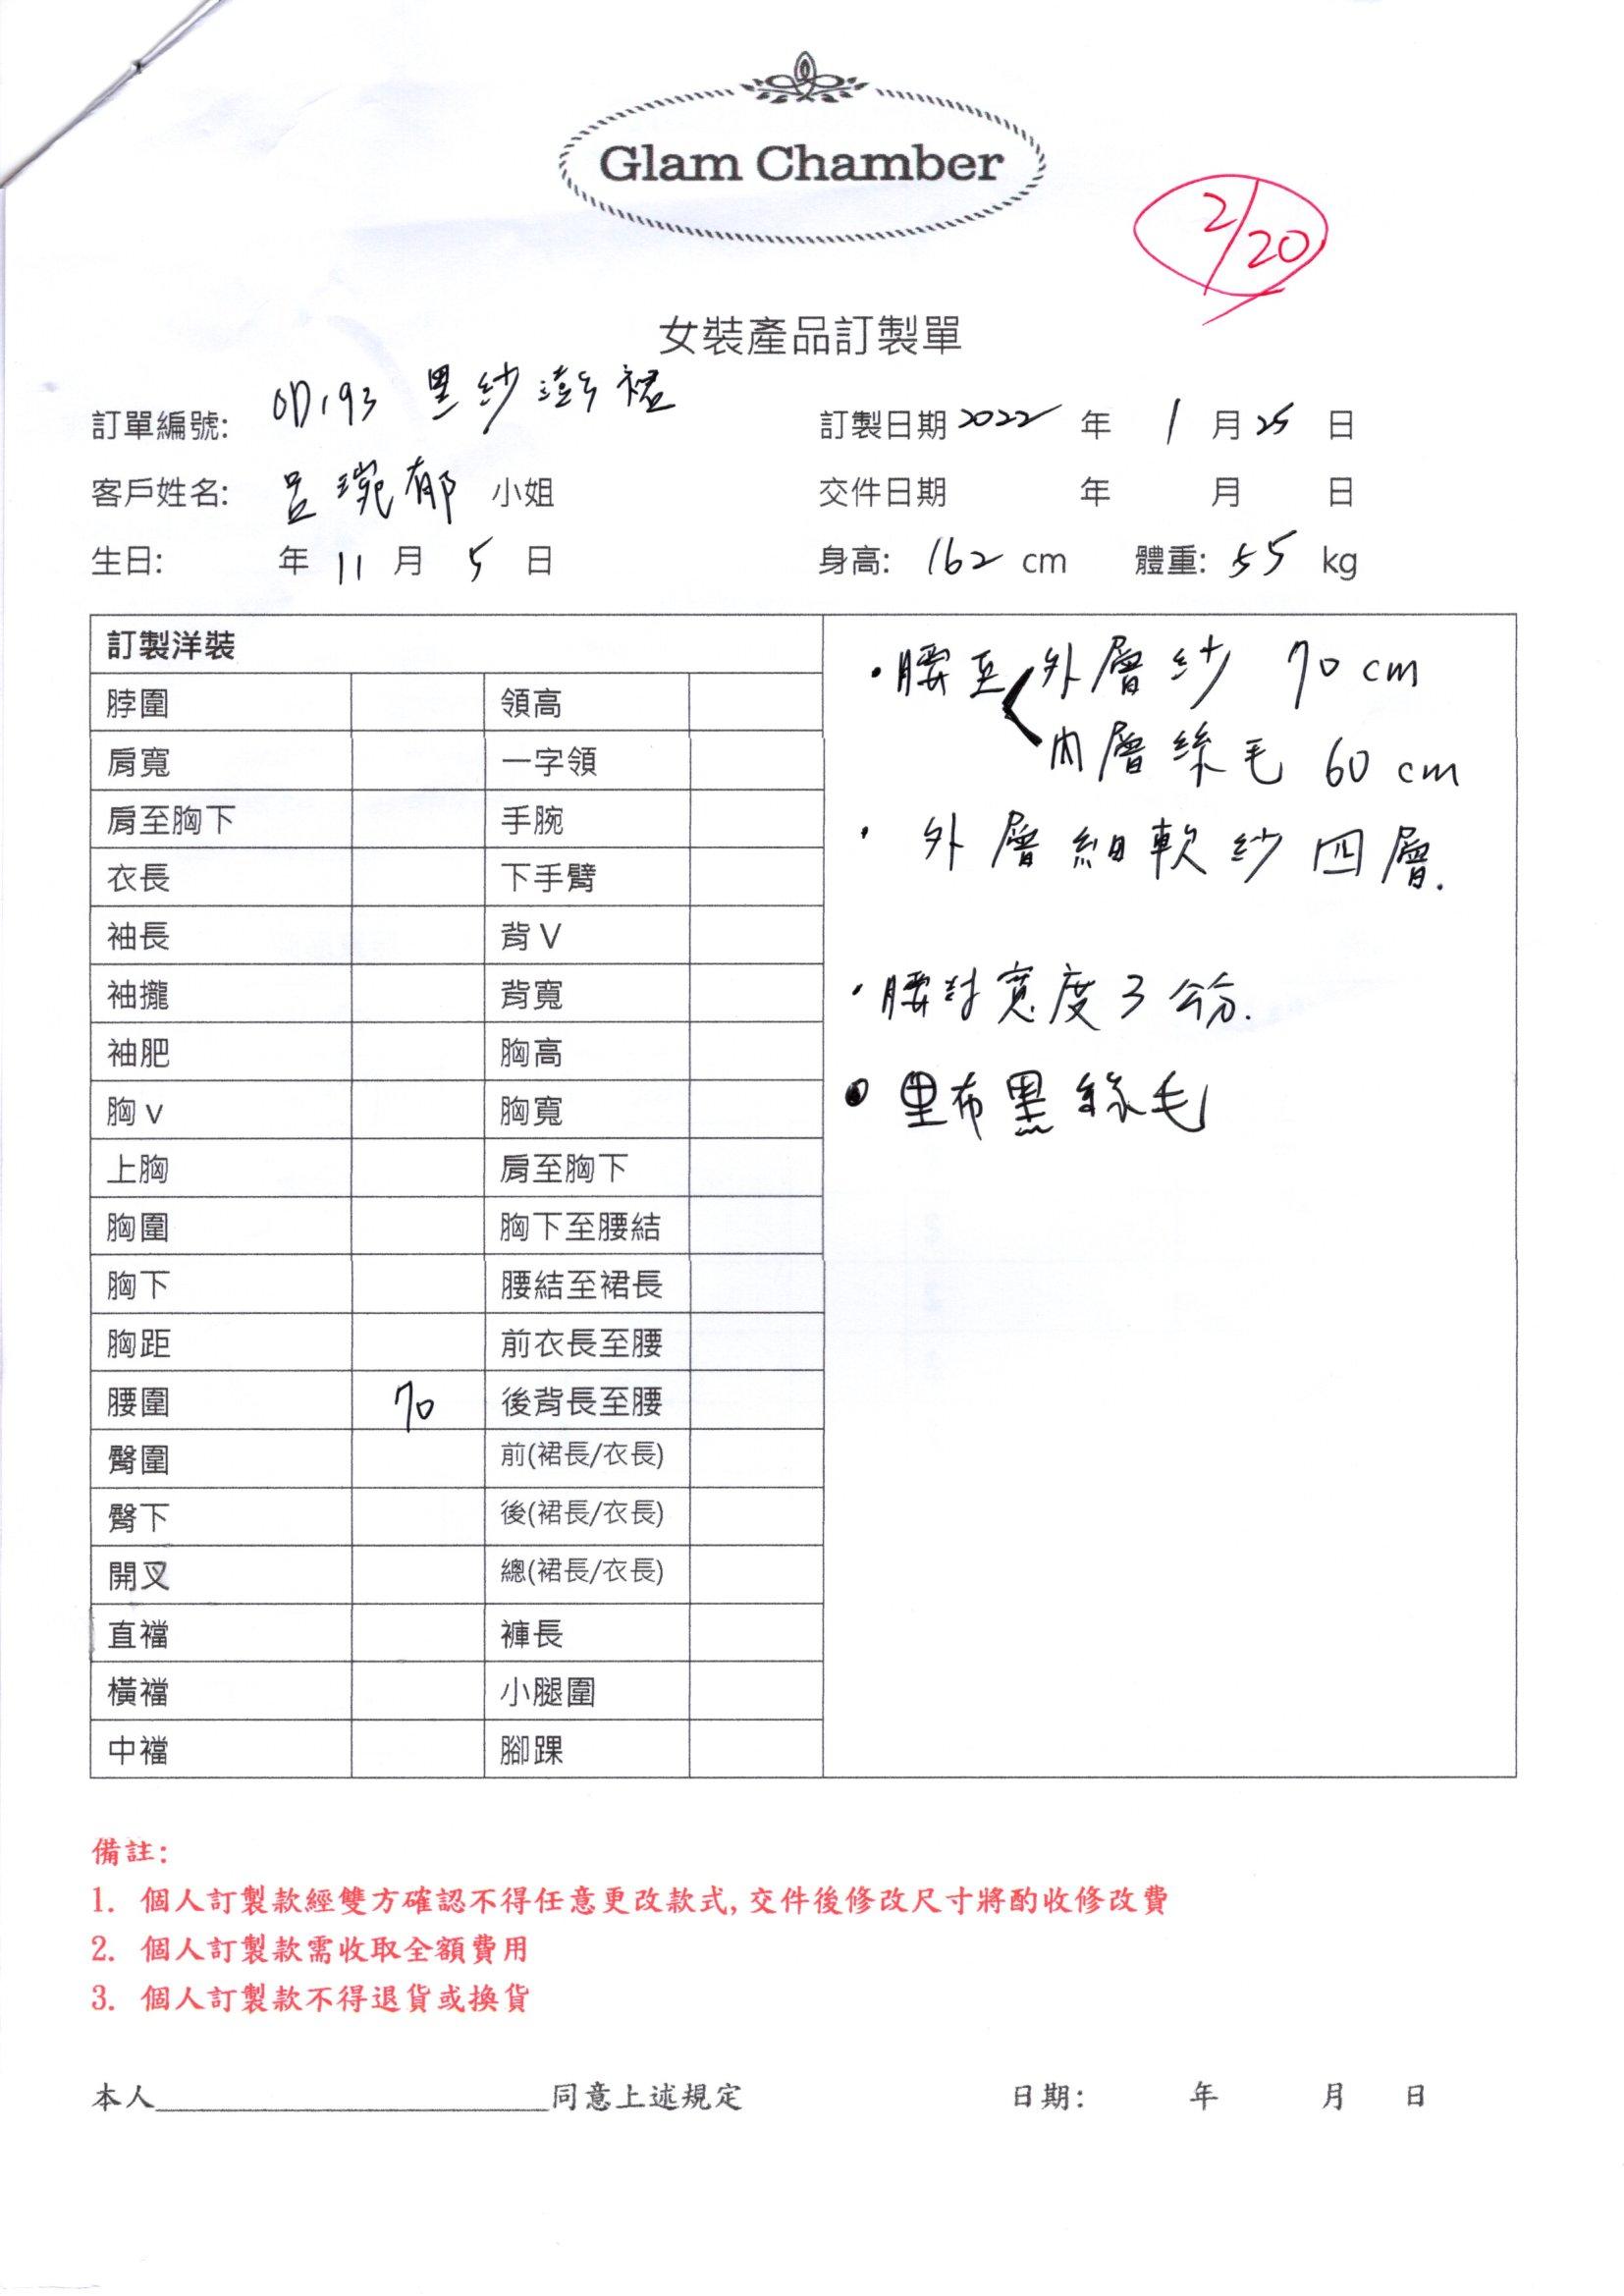 Glam Chamber
2/20
女裝產品訂製單
訂單編號: OD193 黑紗澎裙
訂製日期 2022 年 1 月 25 日
客戶姓名: 呂琬郁 小姐
交件日期 年 月 日
生日: 年 11 月 5 日
身高: 162 cm 體重: 55 kg
訂製洋裝
脖圍 領高
肩寬 一字領
肩至胸下 手腕
衣長 下手臂
袖長 背 V
袖攏 背寬
袖肥 胸高
胸 v 胸寬
上胸 肩至胸下
胸圍 胸下至腰結
胸下 腰結至裙長
胸距 前衣長至腰
腰圍 70 後背長至腰
臀圍 前(裙長/衣長)
臀下 後(裙長/衣長)
開叉 總(裙長/衣長)
直襠 褲長
橫襠 小腿圍
中襠 腳踝
・腰至 外層紗 70 cm
內層絲毛 60 cm
・外層細軟紗四層.
・腰封寬度 3 公分.
・里布黑絲毛
備註:
1. 個人訂製款經雙方確認不得任意更改款式, 交件後修改尺寸將酌收修改費
2. 個人訂製款需收取全額費用
3. 個人訂製款不得退貨或換貨
本人________________________同意上述規定 日期: 年 月 日